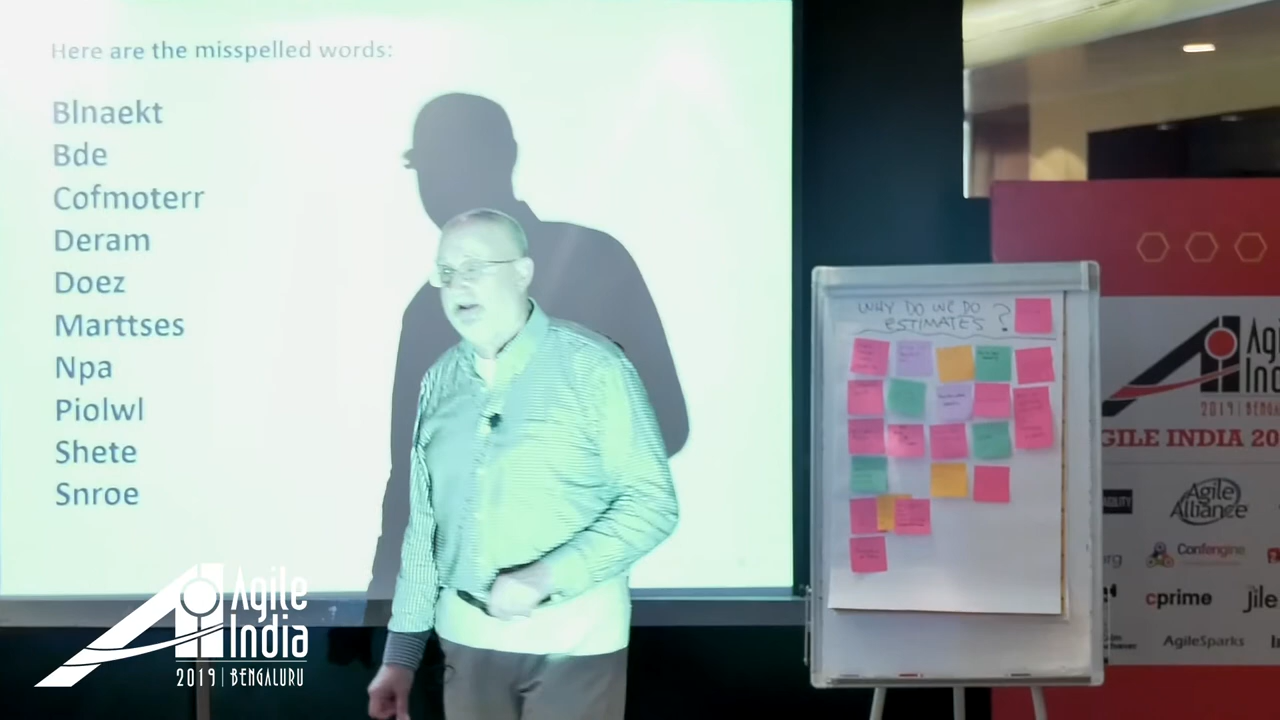 Here are the misspelled words:
Blnaekt
Bde
Cofmoterr
Deram
Doez
Marttses
Npa
Piolwl
Shete
Snroe
WHY DO WE DO
ESTIMATES ?
Agile
India
2019 | BENGALURU
AGILE INDIA 20
Agile
Alliance
Confengine
cprime
Jile
AgileSparks
Agile
India
2019 | BENGALURU